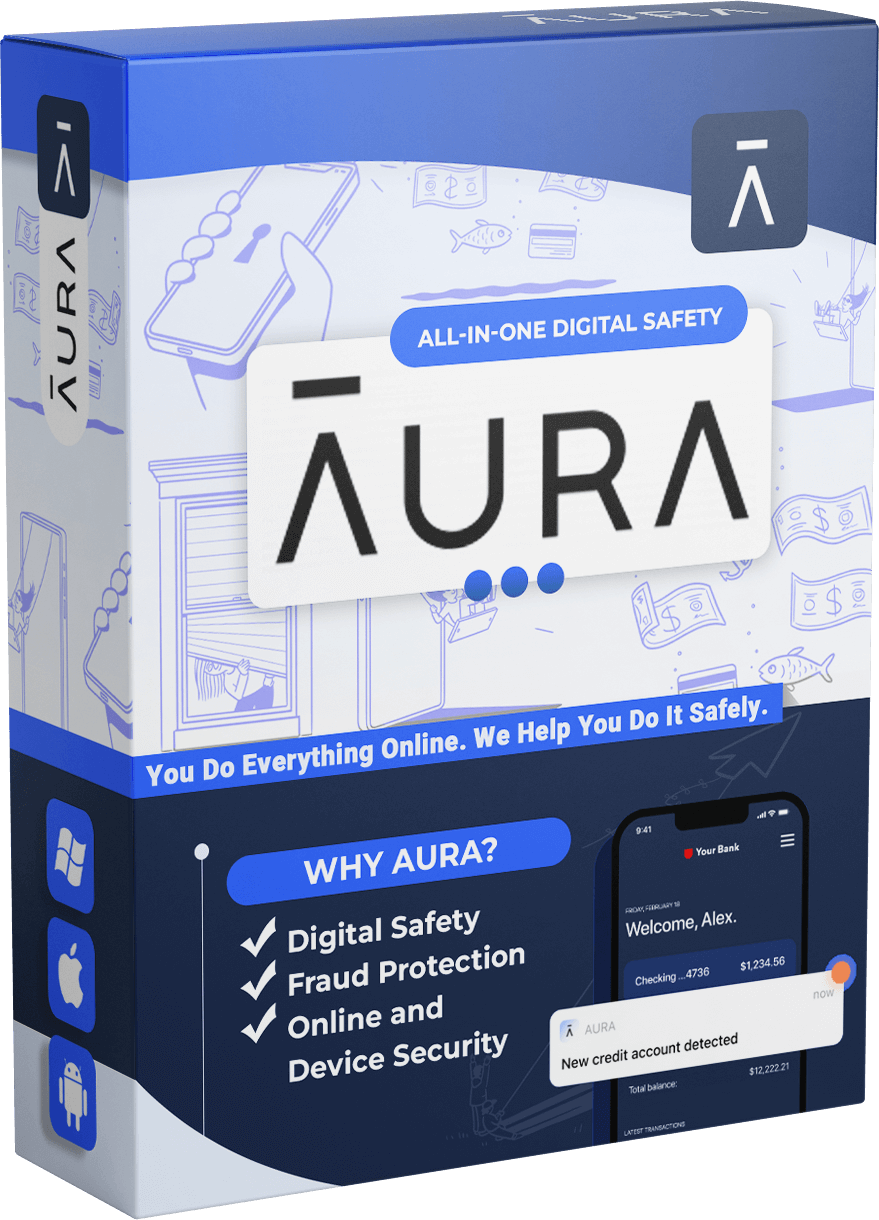 ĀURA
Ā
Ā
ĀURA
ALL-IN-ONE DIGITAL SAFETY
ĀURA
You Do Everything Online. We Help You Do It Safely.
WHY AURA?
Digital Safety
Fraud Protection
Online and
Device Security
9:41
Your Bank
FRIDAY, FEBRUARY 18
Welcome, Alex.
Checking ...4736 $1,234.56
now
Ā AURA
New credit account detected
Total balance: $12,222.21
LATEST TRANSACTIONS